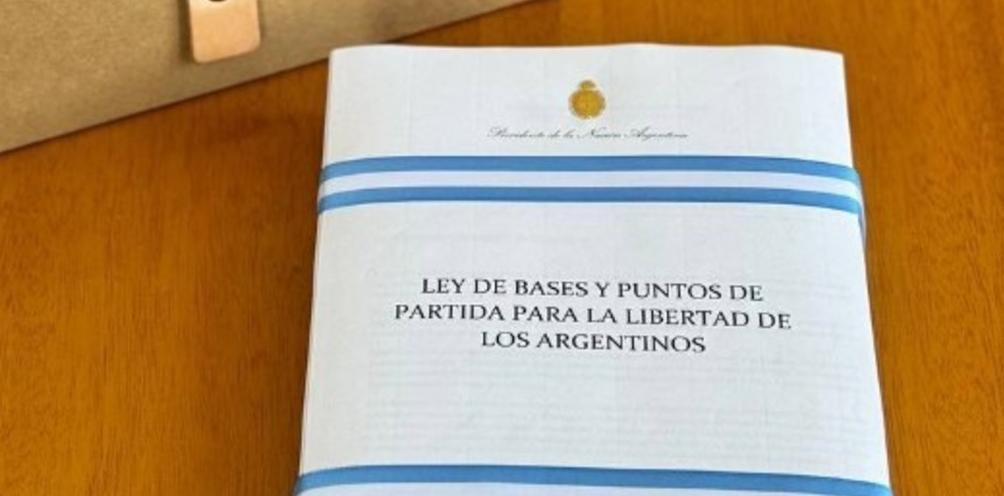 Presidente de la Nación Argentina
LEY DE BASES Y PUNTOS DE
PARTIDA PARA LA LIBERTAD DE
LOS ARGENTINOS